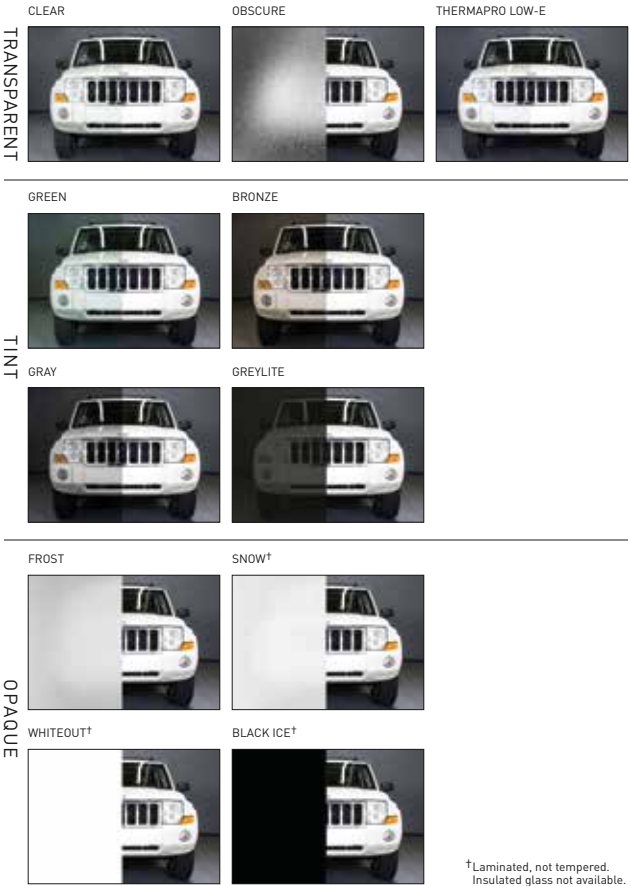 TRANSPARENT
CLEAR
OBSCURE
THERMAPRO LOW-E
TINT
GREEN
BRONZE
GRAY
GREYLITE
OPAQUE
FROST
SNOW†
WHITEOUT†
BLACK ICE†
†Laminated, not tempered.
Insulated glass not available.